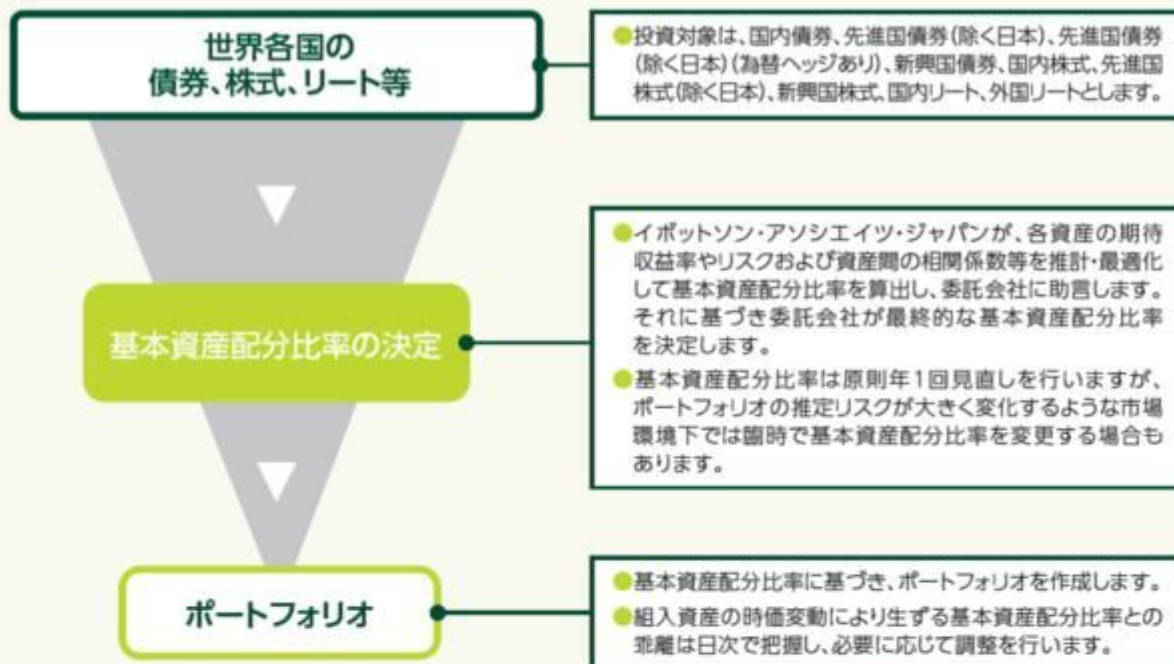 世界各国の
債券、株式、リート等
●投資対象は、国内債券、先進国債券(除く日本)、先進国債券
(除く日本)(為替ヘッジあり)、新興国債券、国内株式、先進国
株式(除く日本)、新興国株式、国内リート、外国リートとします。
基本資産配分比率の決定
●イボットソン・アソシエイツ・ジャパンが、各資産の期待
収益率やリスクおよび資産間の相関係数等を推計・最適化
して基本資産配分比率を算出し、委託会社に助言します。
それに基づき委託会社が最終的な基本資産配分比率
を決定します。
●基本資産配分比率は原則年1回見直しを行いますが、
ポートフォリオの推定リスクが大きく変化するような市場
環境下では臨時で基本資産配分比率を変更する場合も
あります。
ポートフォリオ
●基本資産配分比率に基づき、ポートフォリオを作成します。
●組入資産の時価変動により生ずる基本資産配分比率との
乖離は日次で把握し、必要に応じて調整を行います。